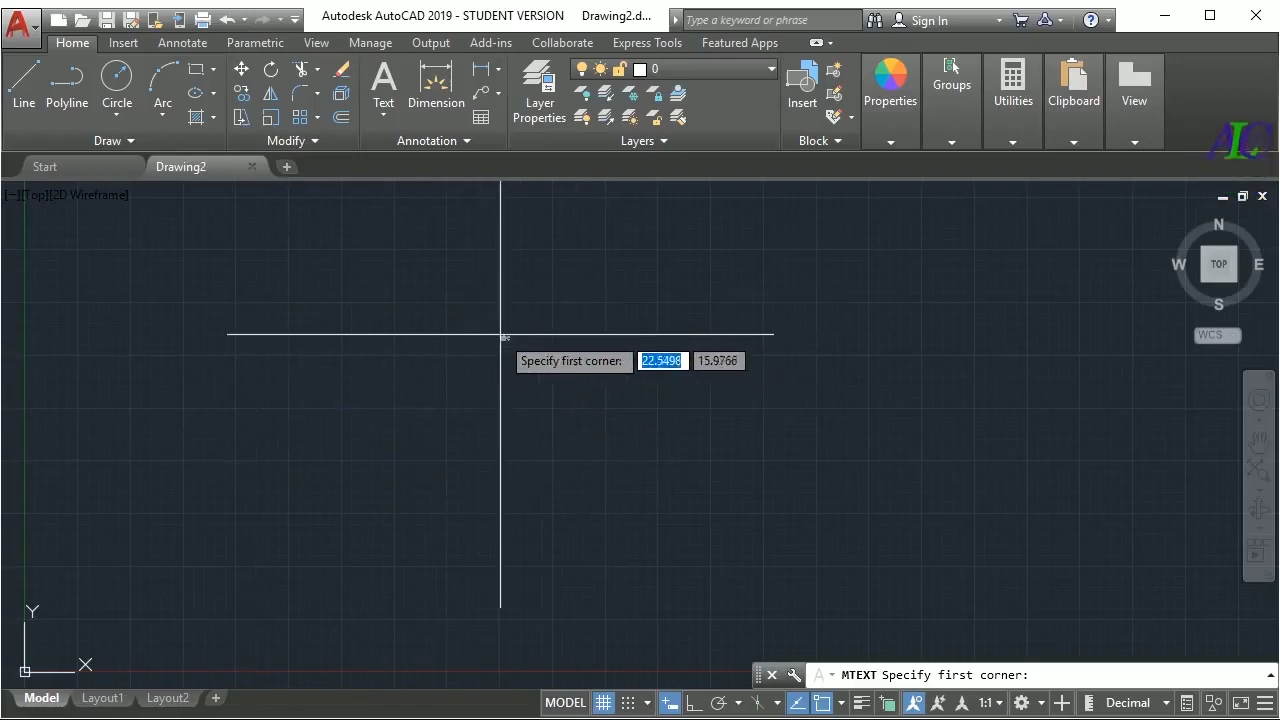 Autodesk AutoCAD 2019 - STUDENT VERSION Drawing2.d... Type a keyword or phrase Sign In
Home Insert Annotate Parametric View Manage Output Add-ins Collaborate Express Tools Featured Apps
0
Line Polyline Circle Arc Text Dimension Layer Properties Insert Properties Groups Utilities Clipboard View
Draw Modify Annotation Layers Block
ALC
Start Drawing2
[−][Top][2D Wireframe]
N
W TOP E
S
WCS
Specify first corner: 22.5498 15.9766
Y
X
MTEXT Specify first corner:
Model Layout1 Layout2 + MODEL 1:1 Decimal